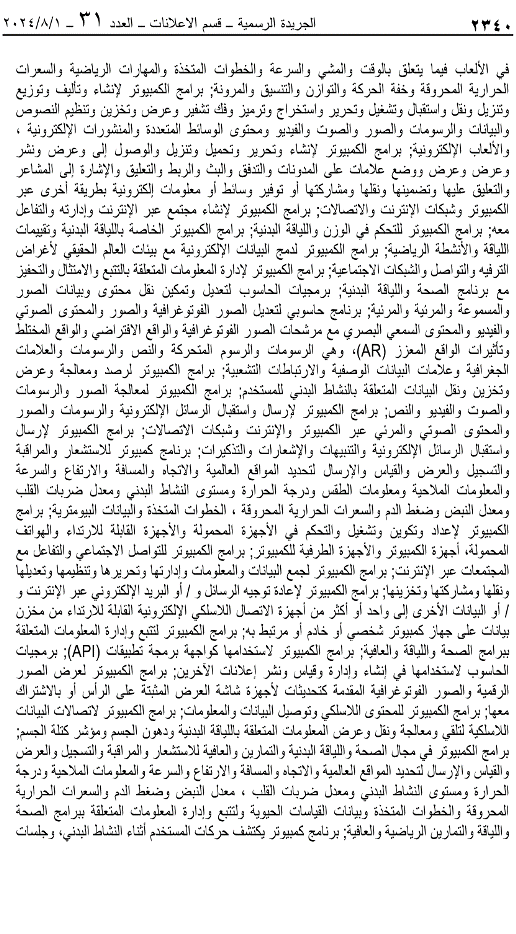 ٢٣٤٠ الجريدة الرسمية – قسم الاعلانات – العدد ٣١ – ٢٠٢٤/٨/١
في الألعاب فيما يتعلق بالوقت والمشي والسرعة والخطوات المتخذة والمهارات الرياضية والسعرات
الحرارية المحروقة وخفة الحركة والتوازن والتنسيق والمرونة; برامج الكمبيوتر لإنشاء وتأليف وتوزيع
وتنزيل ونقل واستقبال وتشغيل وتحرير واستخراج وترميز وفك تشفير وعرض وتخزين وتنظيم النصوص
والبيانات والرسومات والصور والصوت والفيديو ومحتوى الوسائط المتعددة والمنشورات الإلكترونية ،
والألعاب الإلكترونية; برامج الكمبيوتر لإنشاء وتحرير وتحميل وتنزيل والوصول إلى وعرض ونشر
وعرض وعرض ووضع علامات على المدونات والتدفق والبث والربط والتعليق والإشارة إلى المشاعر
والتعليق عليها وتضمينها ونقلها ومشاركتها أو توفير وسائط أو معلومات إلكترونية بطريقة أخرى عبر
الكمبيوتر وشبكات الإنترنت والاتصالات; برامج الكمبيوتر لإنشاء مجتمع عبر الإنترنت وإدارته والتفاعل
معه; برامج الكمبيوتر للتحكم في الوزن واللياقة البدنية; برامج الكمبيوتر الخاصة باللياقة البدنية وتقييمات
اللياقة والأنشطة الرياضية; برامج الكمبيوتر لدمج البيانات الإلكترونية مع بيئات العالم الحقيقي لأغراض
الترفيه والتواصل والشبكات الاجتماعية; برامج الكمبيوتر لإدارة المعلومات المتعلقة بالتتبع والامتثال والتحفيز
مع برنامج الصحة واللياقة البدنية; برمجيات الحاسوب لتعديل وتمكين نقل محتوى وبيانات الصور
والمسموعة والمرئية والمرئية; برنامج حاسوبي لتعديل الصور الفوتوغرافية والصور والمحتوى الصوتي
والفيديو والمحتوى السمعي البصري مع مرشحات الصور الفوتوغرافية والواقع الافتراضي والواقع المختلط
وتأثيرات الواقع المعزز (AR)، وهي الرسومات والرسوم المتحركة والنص والرسومات والعلامات
الجغرافية وعلامات البيانات الوصفية والارتباطات التشعبية; برامج الكمبيوتر لرصد ومعالجة وعرض
وتخزين ونقل البيانات المتعلقة بالنشاط البدني للمستخدم; برامج الكمبيوتر لمعالجة الصور والرسومات
والصوت والفيديو والنص; برامج الكمبيوتر لإرسال واستقبال الرسائل الإلكترونية والرسومات والصور
والمحتوى الصوتي والمرئي عبر الكمبيوتر والإنترنت وشبكات الاتصالات; برامج الكمبيوتر لإرسال
واستقبال الرسائل الإلكترونية والتنبيهات والإشعارات والتذكيرات; برنامج كمبيوتر للاستشعار والمراقبة
والتسجيل والعرض والقياس والإرسال لتحديد المواقع العالمية والاتجاه والمسافة والارتفاع والسرعة
والمعلومات الملاحية ومعلومات الطقس ودرجة الحرارة ومستوى النشاط البدني ومعدل ضربات القلب
ومعدل النبض وضغط الدم والسعرات الحرارية المحروقة ، الخطوات المتخذة والبيانات البيومترية; برامج
الكمبيوتر لإعداد وتكوين وتشغيل والتحكم في الأجهزة المحمولة والأجهزة القابلة للارتداء والهواتف
المحمولة، أجهزة الكمبيوتر والأجهزة الطرفية للكمبيوتر; برامج الكمبيوتر للتواصل الاجتماعي والتفاعل مع
المجتمعات عبر الإنترنت; برامج الكمبيوتر لجمع البيانات والمعلومات وإدارتها وتحريرها وتنظيمها وتعديلها
ونقلها ومشاركتها وتخزينها; برامج الكمبيوتر لإعادة توجيه الرسائل و / أو البريد الإلكتروني عبر الإنترنت و
/ أو البيانات الأخرى إلى واحد أو أكثر من أجهزة الاتصال اللاسلكي الإلكترونية القابلة للارتداء من مخزن
بيانات على جهاز كمبيوتر شخصي أو خادم أو مرتبط به; برامج الكمبيوتر لتتبع وإدارة المعلومات المتعلقة
ببرامج الصحة واللياقة والعافية; برامج الكمبيوتر لاستخدامها كواجهة برمجة تطبيقات (API); برمجيات
الحاسوب لاستخدامها في إنشاء وإدارة وقياس ونشر إعلانات الآخرين; برامج الكمبيوتر لعرض الصور
الرقمية والصور الفوتوغرافية المقدمة كتحديثات لأجهزة شاشة العرض المثبتة على الرأس أو بالاشتراك
معها; برامج الكمبيوتر للمحتوى اللاسلكي وتوصيل البيانات والمعلومات; برامج الكمبيوتر لاتصالات البيانات
اللاسلكية لتلقي ومعالجة ونقل وعرض المعلومات المتعلقة باللياقة البدنية ودهون الجسم ومؤشر كتلة الجسم;
برامج الكمبيوتر في مجال الصحة واللياقة البدنية والتمارين والعافية للاستشعار والمراقبة والتسجيل والعرض
والقياس والإرسال لتحديد المواقع العالمية والاتجاه والمسافة والارتفاع والسرعة والمعلومات الملاحية ودرجة
الحرارة ومستوى النشاط البدني ومعدل ضربات القلب ، معدل النبض وضغط الدم والسعرات الحرارية
المحروقة والخطوات المتخذة وبيانات القياسات الحيوية ولتتبع وإدارة المعلومات المتعلقة ببرامج الصحة
واللياقة والتمارين الرياضية والعافية; برنامج كمبيوتر يكتشف حركات المستخدم أثناء النشاط البدني، وجلسات